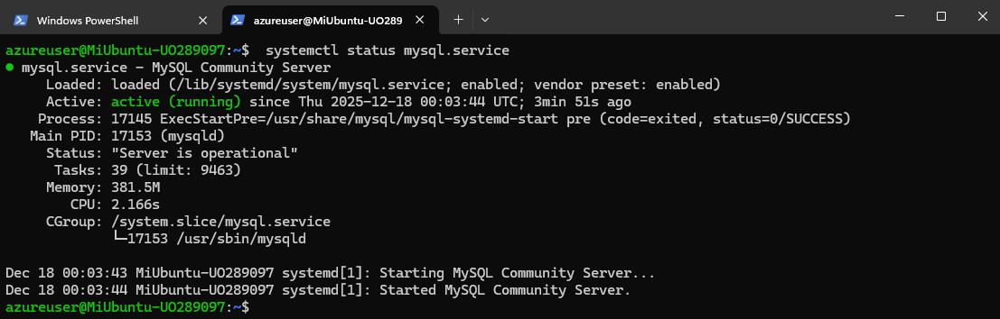 Windows PowerShell
azureuser@MiUbuntu-UO289
azureuser@MiUbuntu-UO289097:~$  systemctl status mysql.service
● mysql.service - MySQL Community Server
     Loaded: loaded (/lib/systemd/system/mysql.service; enabled; vendor preset: enabled)
     Active: active (running) since Thu 2025-12-18 00:03:44 UTC; 3min 51s ago
    Process: 17145 ExecStartPre=/usr/share/mysql/mysql-systemd-start pre (code=exited, status=0/SUCCESS)
   Main PID: 17153 (mysqld)
     Status: "Server is operational"
      Tasks: 39 (limit: 9463)
     Memory: 381.5M
        CPU: 2.166s
     CGroup: /system.slice/mysql.service
             └─17153 /usr/sbin/mysqld
Dec 18 00:03:43 MiUbuntu-UO289097 systemd[1]: Starting MySQL Community Server...
Dec 18 00:03:44 MiUbuntu-UO289097 systemd[1]: Started MySQL Community Server.
azureuser@MiUbuntu-UO289097:~$